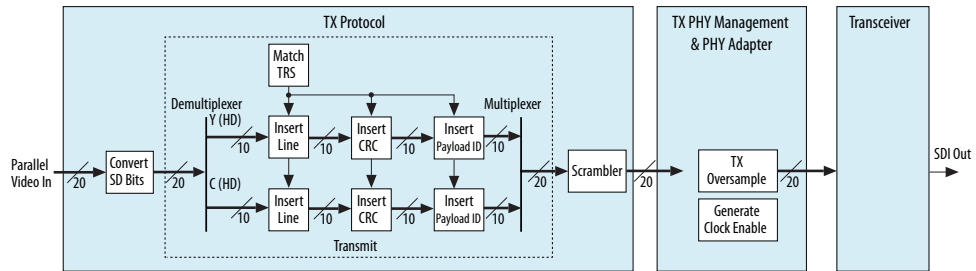 TX Protocol
TX PHY Management
& PHY Adapter
Transceiver
Match
TRS
Demultiplexer
Multiplexer
Y (HD)
Insert
Line
Insert
CRC
Insert
Payload ID
10
10
10
10
Parallel
Video In
20
Convert
SD Bits
20
C (HD)
Insert
Line
Insert
CRC
Insert
Payload ID
10
10
10
10
20
Scrambler
20
TX
Oversample
20
Generate
Clock Enable
SDI Out
Transmit